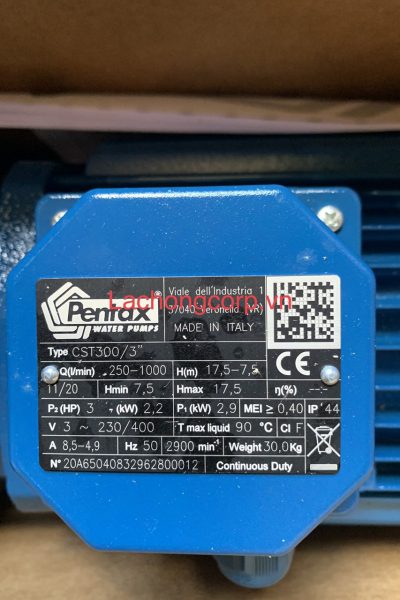 Pentax
WATER PUMPS
Viale dell'Industria 1
37040 Veronella (VR)
MADE IN ITALY
Lachongcorp.vn
Type CST300/3"
Q(l/min) 250-1000 H(m) 17,5-7,5
11/20 Hmin 7,5 Hmax 17,5 η(%) ---
P₂(HP) 3 - (kW) 2,2 P₁(kW) 2,9 MEI ≥ 0,40 IP 44
V 3 ~ 230/400 T max liquid 90 °C Cl F
A 8,5-4,9 Hz 50 2900 min⁻¹ Weight 30,0 Kg
N° 20A65040832962800012 Continuous Duty
CE